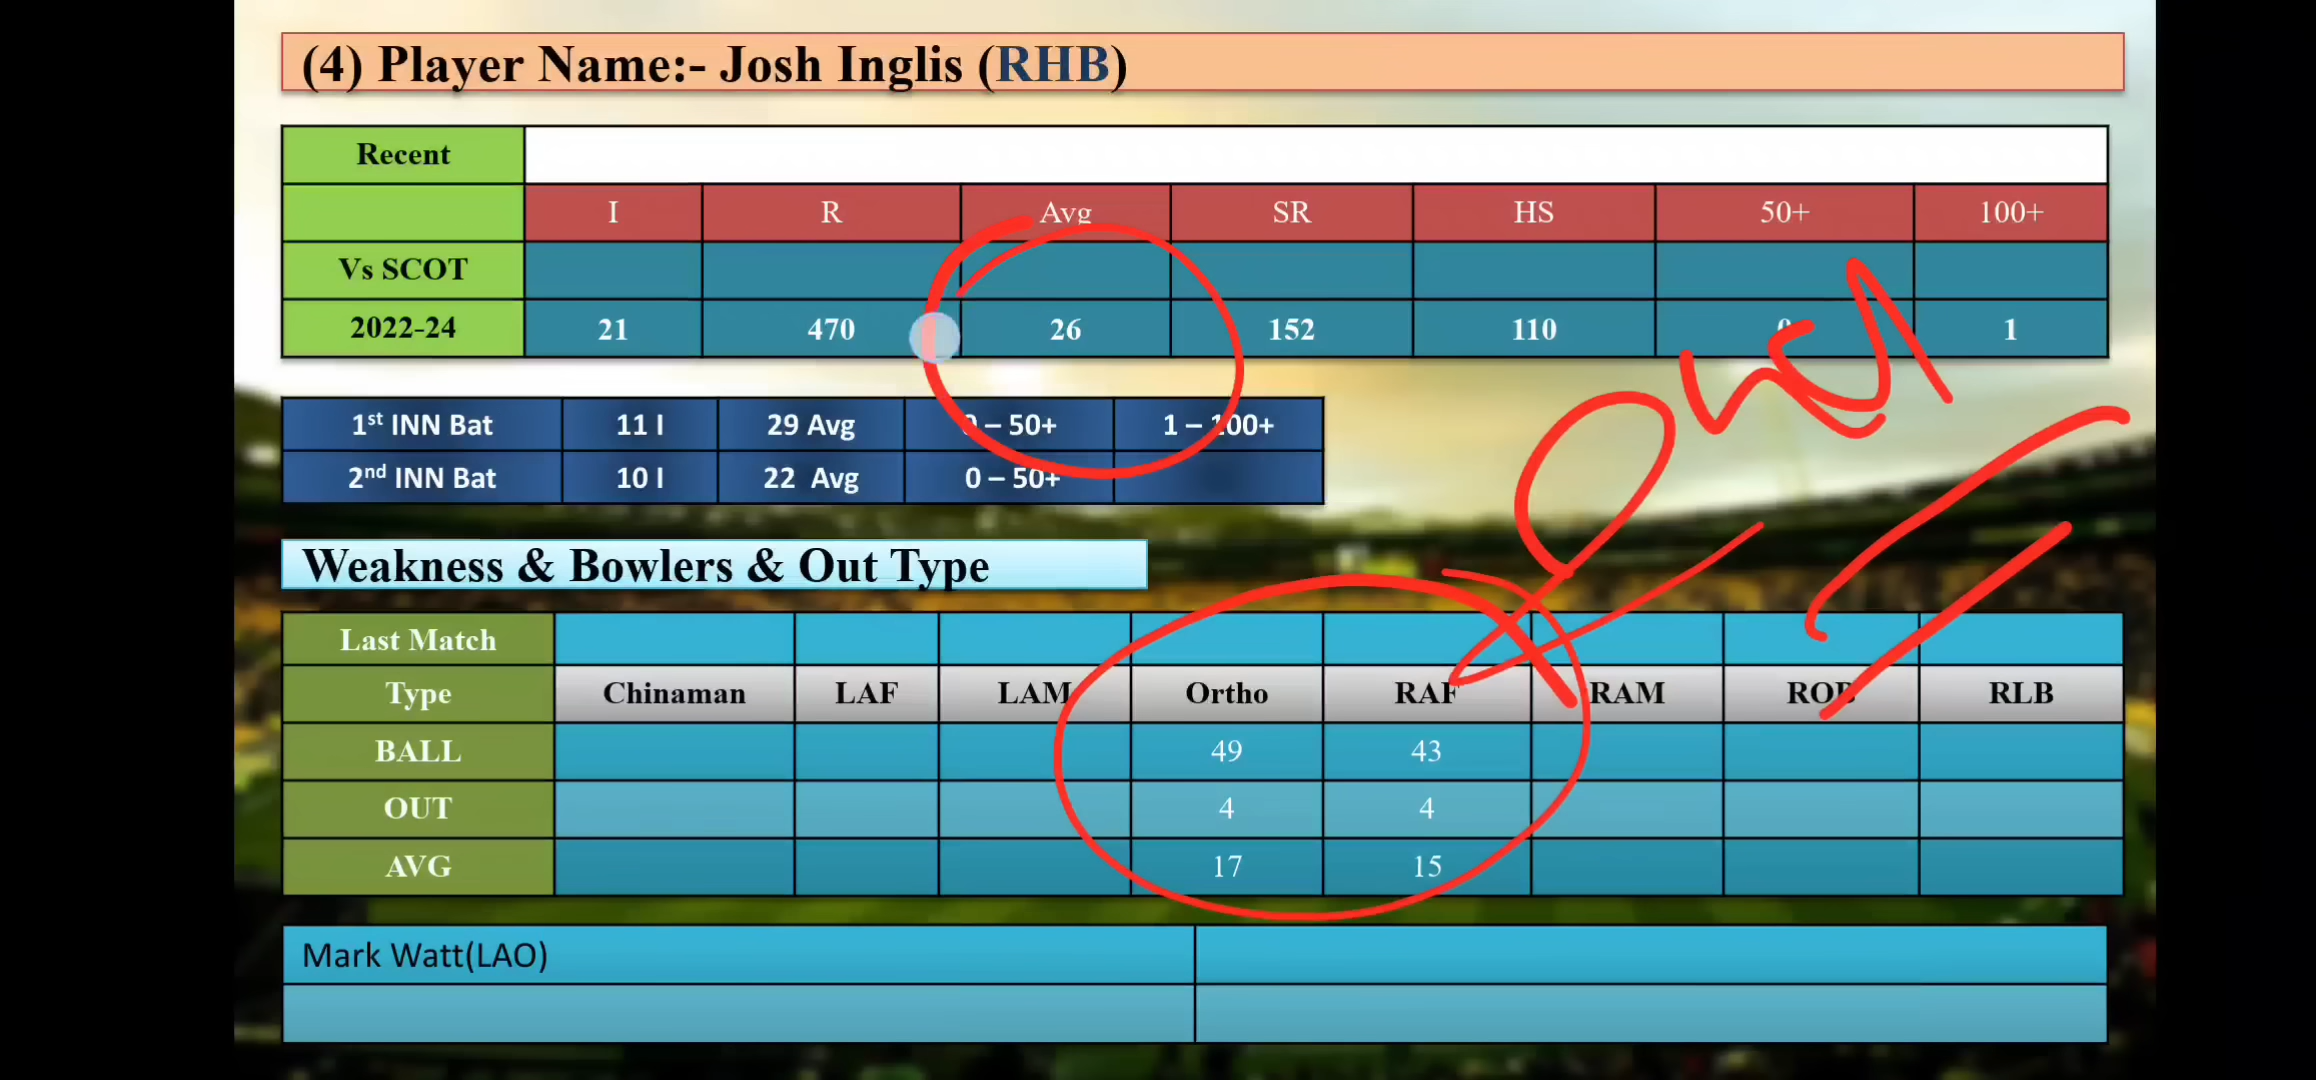 (4) Player Name:- Josh Inglis (RHB)
Recent
I R Avg SR HS 50+ 100+
Vs SCOT
2022-24 21 470 26 152 110 0 1
1st INN Bat 11 I 29 Avg 0 – 50+ 1 – 100+
2nd INN Bat 10 I 22 Avg 0 – 50+
Weakness & Bowlers & Out Type
Last Match
Type Chinaman LAF LAM Ortho RAF RAM ROB RLB
BALL 49 43
OUT 4 4
AVG 17 15
Mark Watt(LAO)